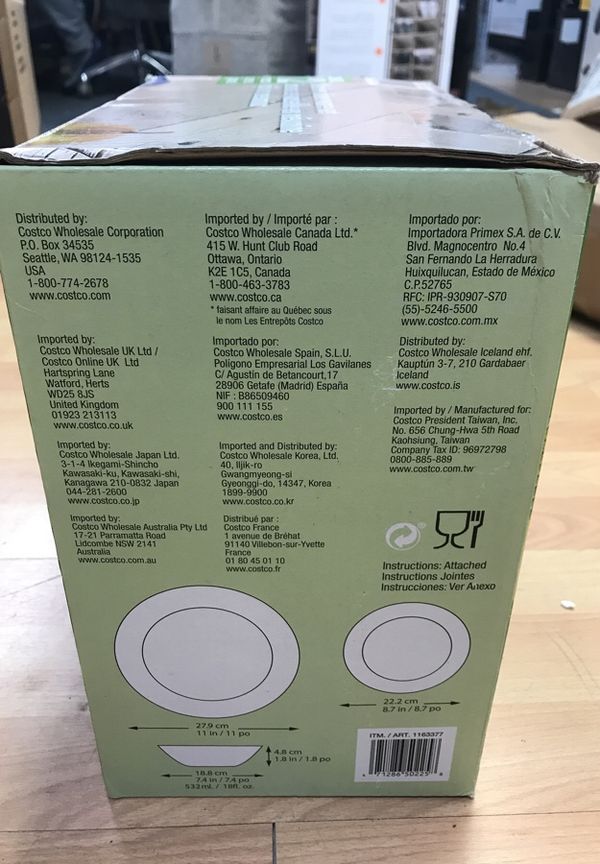 Distributed by:
Costco Wholesale Corporation
P.O. Box 34535
Seattle, WA 98124-1535
USA
1-800-774-2678
www.costco.com
Imported by / Importé par :
Costco Wholesale Canada Ltd.*
415 W. Hunt Club Road
Ottawa, Ontario
K2E 1C5, Canada
1-800-463-3783
www.costco.ca
* faisant affaire au Québec sous
le nom Les Entrepôts Costco
Importado por:
Importadora Primex S.A. de C.V.
Blvd. Magnocentro No.4
San Fernando La Herradura
Huixquilucan, Estado de México
C.P.52765
RFC: IPR-930907-S70
(55)-5246-5500
www.costco.com.mx
Imported by:
Costco Wholesale UK Ltd /
Costco Online UK Ltd
Hartspring Lane
Watford, Herts
WD25 8JS
United Kingdom
01923 213113
www.costco.co.uk
Importado por:
Costco Wholesale Spain, S.L.U.
Polígono Empresarial Los Gavilanes
C/ Agustín de Betancourt,17
28906 Getafe (Madrid) España
NIF : B86509460
900 111 155
www.costco.es
Distributed by:
Costco Wholesale Iceland ehf.
Kauptún 3-7, 210 Gardabaer
Iceland
www.costco.is
Imported by / Manufactured for:
Costco President Taiwan, Inc.
No. 656 Chung-Hwa 5th Road
Kaohsiung, Taiwan
Company Tax ID: 96972798
0800-885-889
www.costco.com.tw
Imported by:
Costco Wholesale Japan Ltd.
3-1-4 Ikegami-Shincho
Kawasaki-ku, Kawasaki-shi,
Kanagawa 210-0832 Japan
044-281-2600
www.costco.co.jp
Imported and Distributed by:
Costco Wholesale Korea, Ltd.
40, Iljik-ro
Gwangmyeong-si
Gyeonggi-do, 14347, Korea
1899-9900
www.costco.co.kr
Imported by:
Costco Wholesale Australia Pty Ltd
17-21 Parramatta Road
Lidcombe NSW 2141
Australia
www.costco.com.au
Distribué par :
Costco France
1 avenue de Bréhat
91140 Villebon-sur-Yvette
France
01 80 45 01 10
www.costco.fr
Instructions: Attached
Instructions Jointes
Instrucciones: Ver Anexo
27.9 cm
11 in / 11 po
22.2 cm
8.7 in / 8.7 po
4.8 cm
1.8 in / 1.8 po
18.8 cm
7.4 in / 7.4 po
532mL / 18fl. oz.
ITM. / ART. 1163377
71286 50225